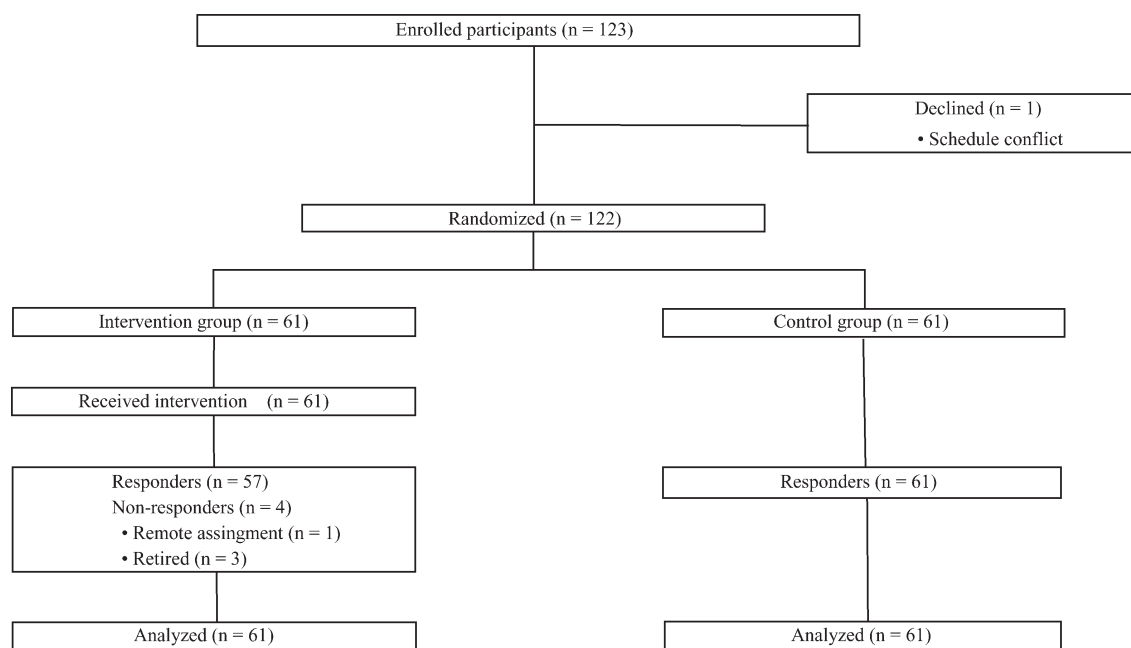 Enrolled participants (n = 123)
Declined (n = 1)
• Schedule conflict
Randomized (n = 122)
Intervention group (n = 61)
Control group (n = 61)
Received intervention (n = 61)
Responders (n = 57)
Non-responders (n = 4)
• Remote assingment (n = 1)
• Retired (n = 3)
Responders (n = 61)
Analyzed (n = 61)
Analyzed (n = 61)